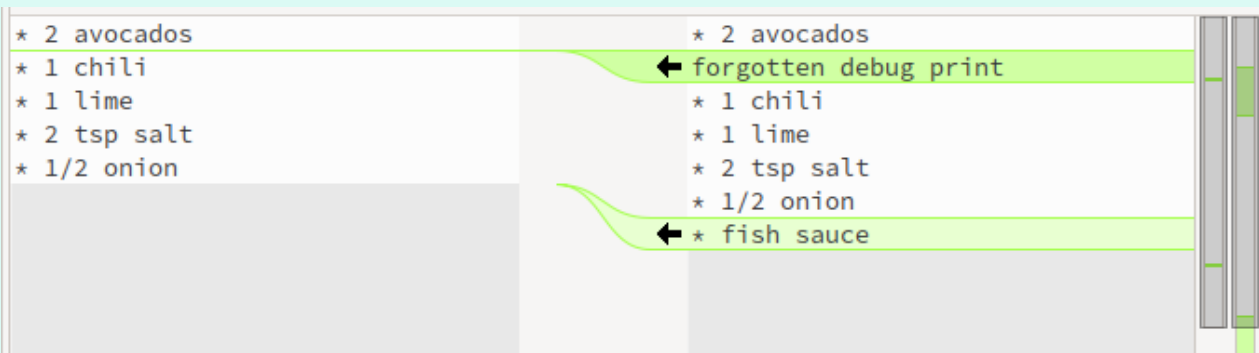 * 2 avocados
* 1 chili
* 1 lime
* 2 tsp salt
* 1/2 onion
* 2 avocados
forgotten debug print
* 1 chili
* 1 lime
* 2 tsp salt
* 1/2 onion
* fish sauce